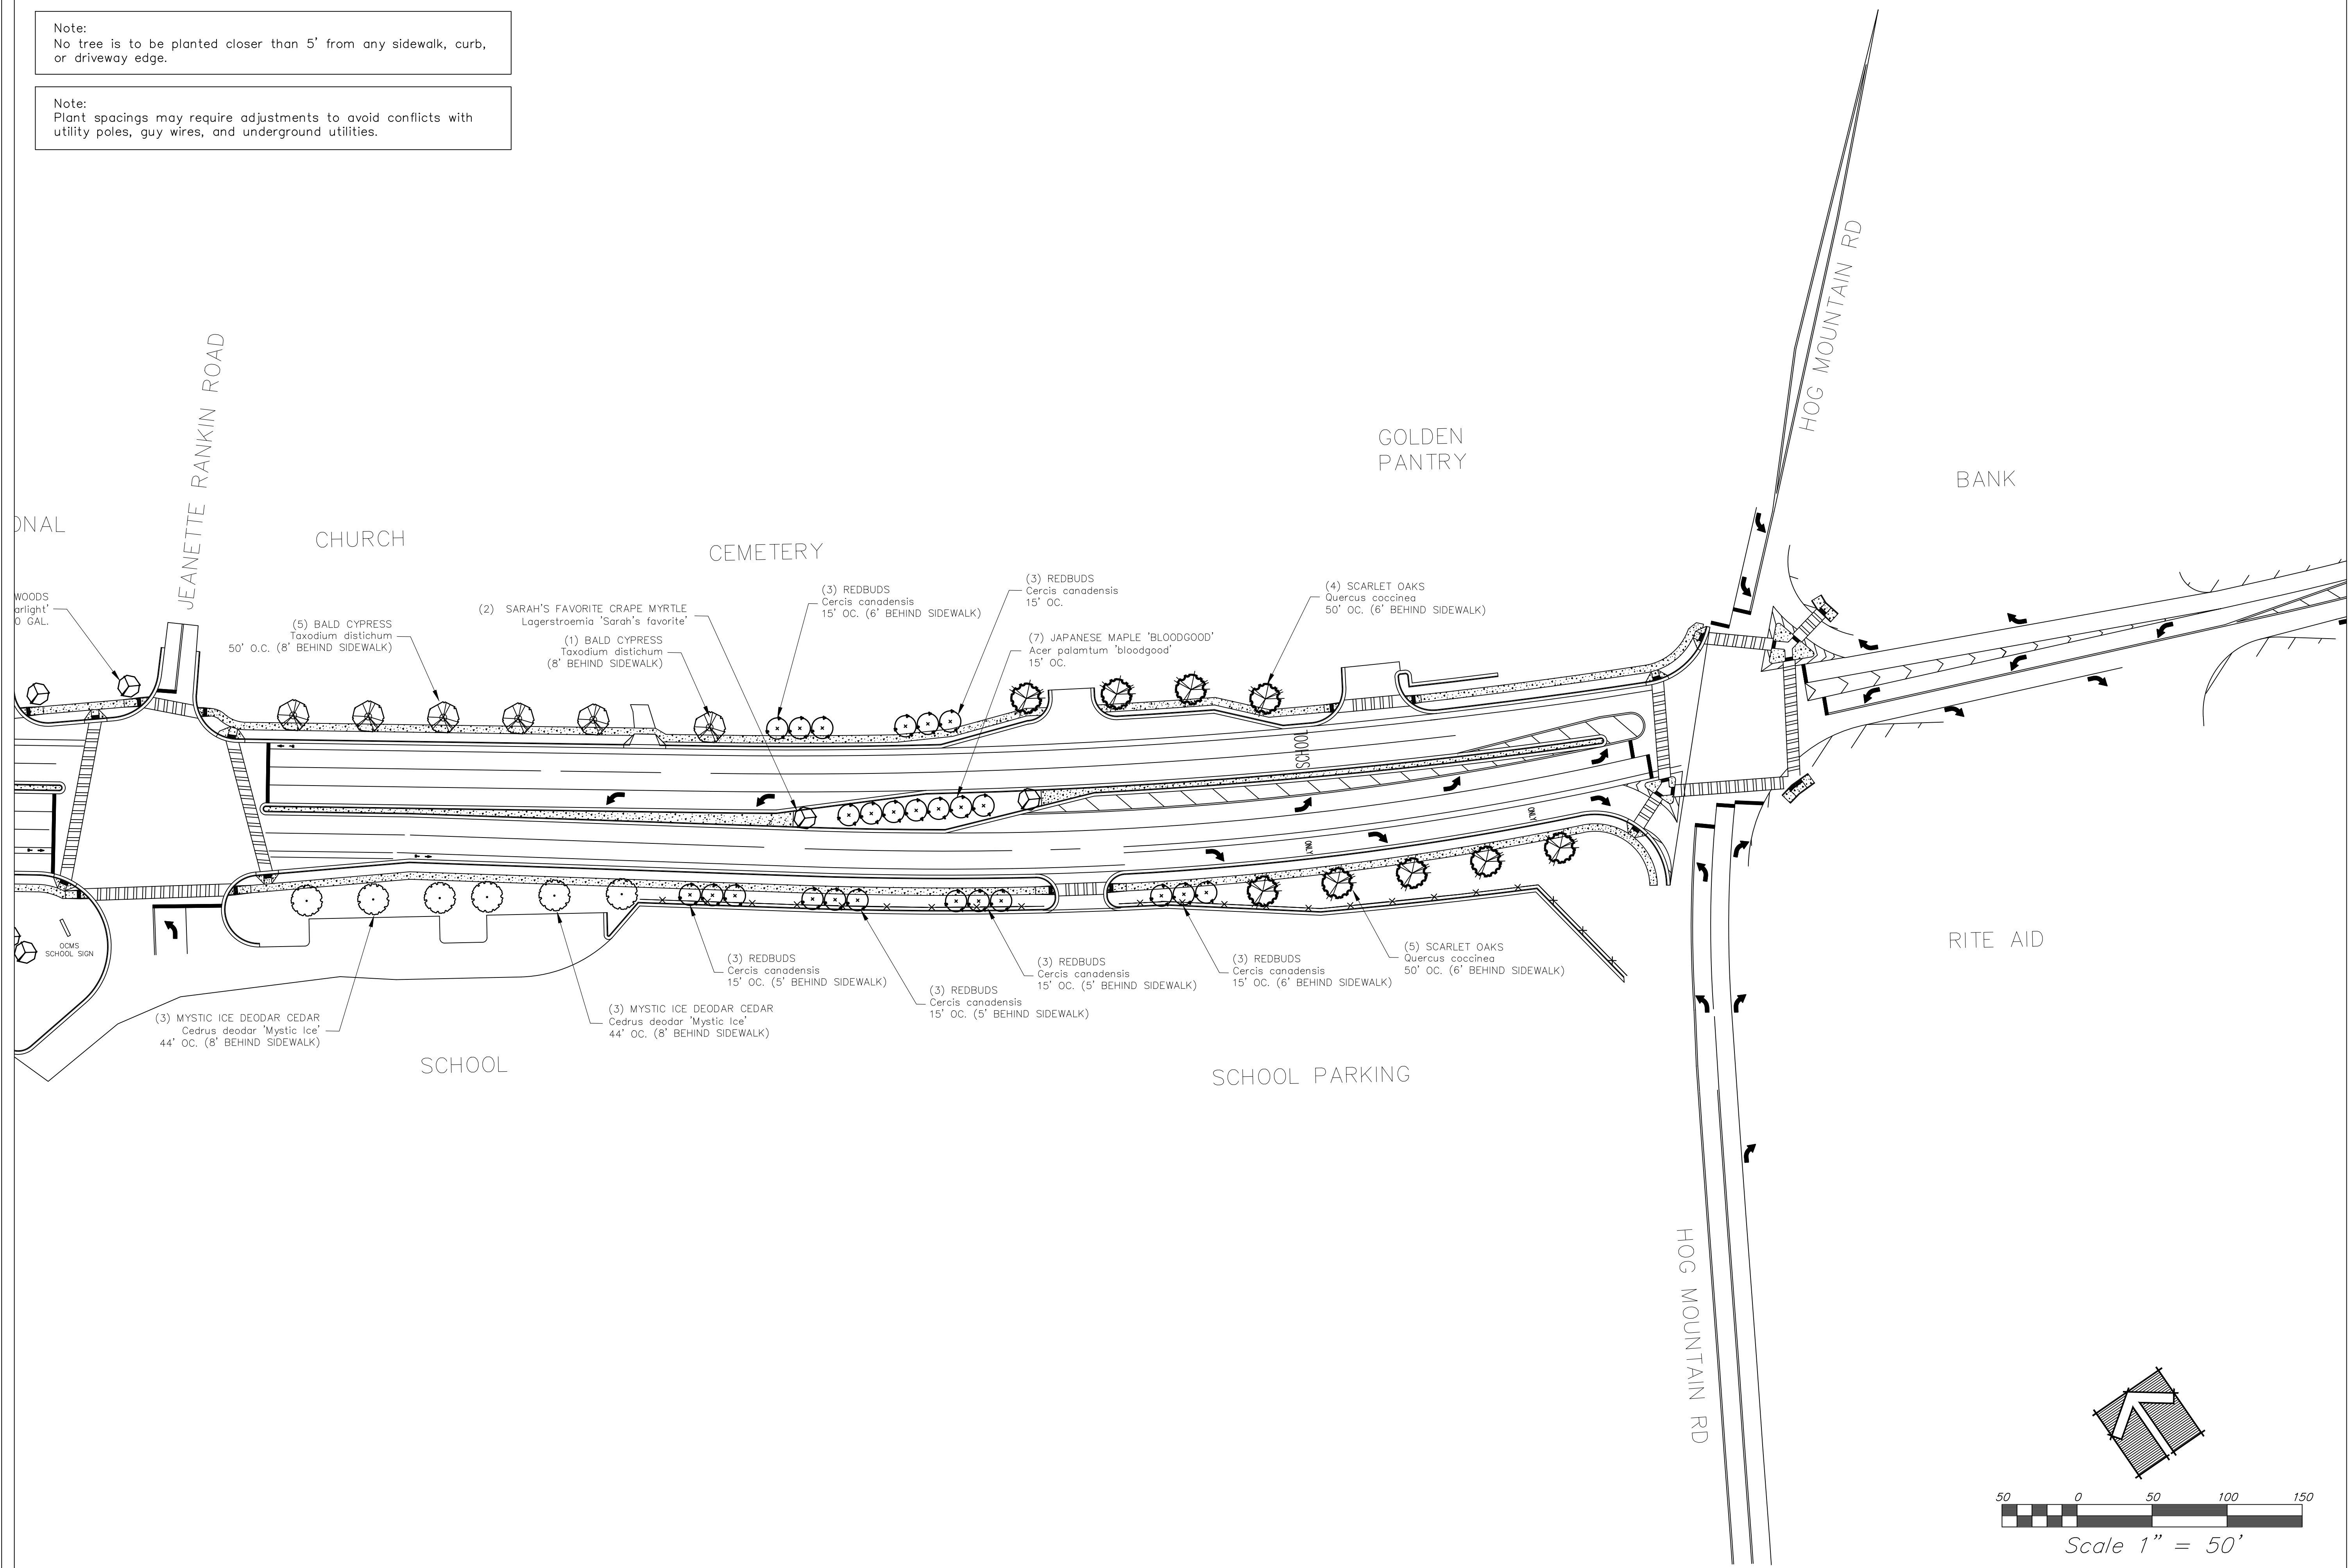 Note:
No tree is to be planted closer than 5' from any sidewalk, curb,
or driveway edge.
Note:
Plant spacings may require adjustments to avoid conflicts with
utility poles, guy wires, and underground utilities.
HOG MOUNTAIN RD
JEANETTE RANKIN ROAD
GOLDEN
PANTRY
BANK
ONAL
CHURCH
CEMETERY
WOODS
arlight'
0 GAL.
(5) BALD CYPRESS
Taxodium distichum
50' O.C. (8' BEHIND SIDEWALK)
(2) SARAH'S FAVORITE CRAPE MYRTLE
Lagerstroemia 'Sarah's favorite'
(1) BALD CYPRESS
Taxodium distichum
(8' BEHIND SIDEWALK)
(3) REDBUDS
Cercis canadensis
15' OC. (6' BEHIND SIDEWALK)
(3) REDBUDS
Cercis canadensis
15' OC.
(7) JAPANESE MAPLE 'BLOODGOOD'
Acer palamtum 'bloodgood'
15' OC.
(4) SCARLET OAKS
Quercus coccinea
50' OC. (6' BEHIND SIDEWALK)
SCHOOL
ONLY
ONLY
OCMS
SCHOOL SIGN
RITE AID
(3) MYSTIC ICE DEODAR CEDAR
Cedrus deodar 'Mystic Ice'
44' OC. (8' BEHIND SIDEWALK)
(3) MYSTIC ICE DEODAR CEDAR
Cedrus deodar 'Mystic Ice'
44' OC. (8' BEHIND SIDEWALK)
(3) REDBUDS
Cercis canadensis
15' OC. (5' BEHIND SIDEWALK)
(3) REDBUDS
Cercis canadensis
15' OC. (5' BEHIND SIDEWALK)
(3) REDBUDS
Cercis canadensis
15' OC. (5' BEHIND SIDEWALK)
(3) REDBUDS
Cercis canadensis
15' OC. (6' BEHIND SIDEWALK)
(5) SCARLET OAKS
Quercus coccinea
50' OC. (6' BEHIND SIDEWALK)
SCHOOL
SCHOOL PARKING
HOG MOUNTAIN RD
50 0 50 100 150
Scale 1" = 50'